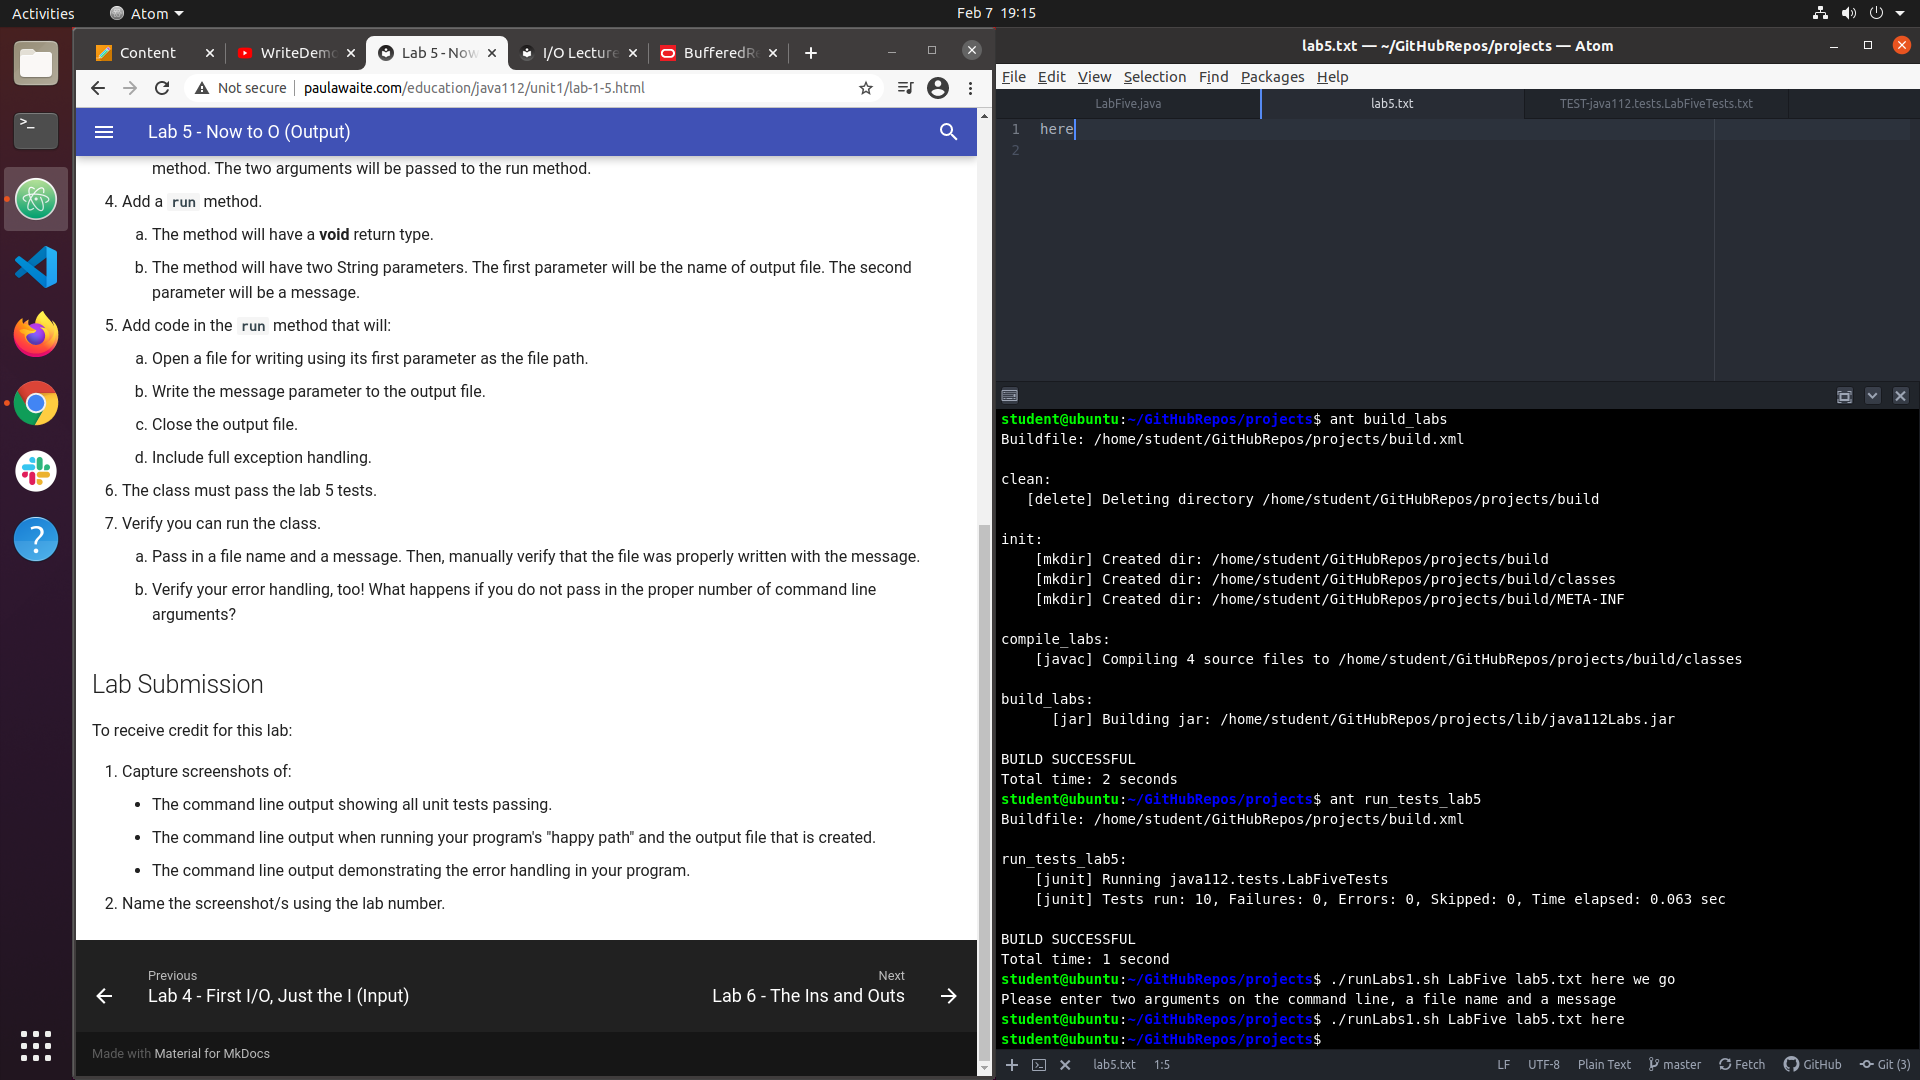 Activities
Atom
Feb 7 19:15
Content
WriteDemo
Lab 5 - Now
I/O Lecture
BufferedRe
Not secure
paulawaite.com/education/java112/unit1/lab-1-5.html
Lab 5 - Now to O (Output)
method. The two arguments will be passed to the run method.
4. Add a run method.
a. The method will have a void return type.
b. The method will have two String parameters. The first parameter will be the name of output file. The second
parameter will be a message.
5. Add code in the run method that will:
a. Open a file for writing using its first parameter as the file path.
b. Write the message parameter to the output file.
c. Close the output file.
d. Include full exception handling.
6. The class must pass the lab 5 tests.
7. Verify you can run the class.
a. Pass in a file name and a message. Then, manually verify that the file was properly written with the message.
b. Verify your error handling, too! What happens if you do not pass in the proper number of command line
arguments?
Lab Submission
To receive credit for this lab:
1. Capture screenshots of:
• The command line output showing all unit tests passing.
• The command line output when running your program's "happy path" and the output file that is created.
• The command line output demonstrating the error handling in your program.
2. Name the screenshot/s using the lab number.
Previous
Lab 4 - First I/O, Just the I (Input)
Next
Lab 6 - The Ins and Outs
Made with Material for MkDocs
lab5.txt — ~/GitHubRepos/projects — Atom
File Edit View Selection Find Packages Help
LabFive.java
lab5.txt
TEST-java112.tests.LabFiveTests.txt
1 here
2
student@ubuntu:~/GitHubRepos/projects$ ant build_labs
Buildfile: /home/student/GitHubRepos/projects/build.xml
clean:
[delete] Deleting directory /home/student/GitHubRepos/projects/build
init:
[mkdir] Created dir: /home/student/GitHubRepos/projects/build
[mkdir] Created dir: /home/student/GitHubRepos/projects/build/classes
[mkdir] Created dir: /home/student/GitHubRepos/projects/build/META-INF
compile_labs:
[javac] Compiling 4 source files to /home/student/GitHubRepos/projects/build/classes
build_labs:
[jar] Building jar: /home/student/GitHubRepos/projects/lib/java112Labs.jar
BUILD SUCCESSFUL
Total time: 2 seconds
student@ubuntu:~/GitHubRepos/projects$ ant run_tests_lab5
Buildfile: /home/student/GitHubRepos/projects/build.xml
run_tests_lab5:
[junit] Running java112.tests.LabFiveTests
[junit] Tests run: 10, Failures: 0, Errors: 0, Skipped: 0, Time elapsed: 0.063 sec
BUILD SUCCESSFUL
Total time: 1 second
student@ubuntu:~/GitHubRepos/projects$ ./runLabs1.sh LabFive lab5.txt here we go
Please enter two arguments on the command line, a file name and a message
student@ubuntu:~/GitHubRepos/projects$ ./runLabs1.sh LabFive lab5.txt here
student@ubuntu:~/GitHubRepos/projects$
lab5.txt 1:5
LF UTF-8 Plain Text master Fetch GitHub Git (3)